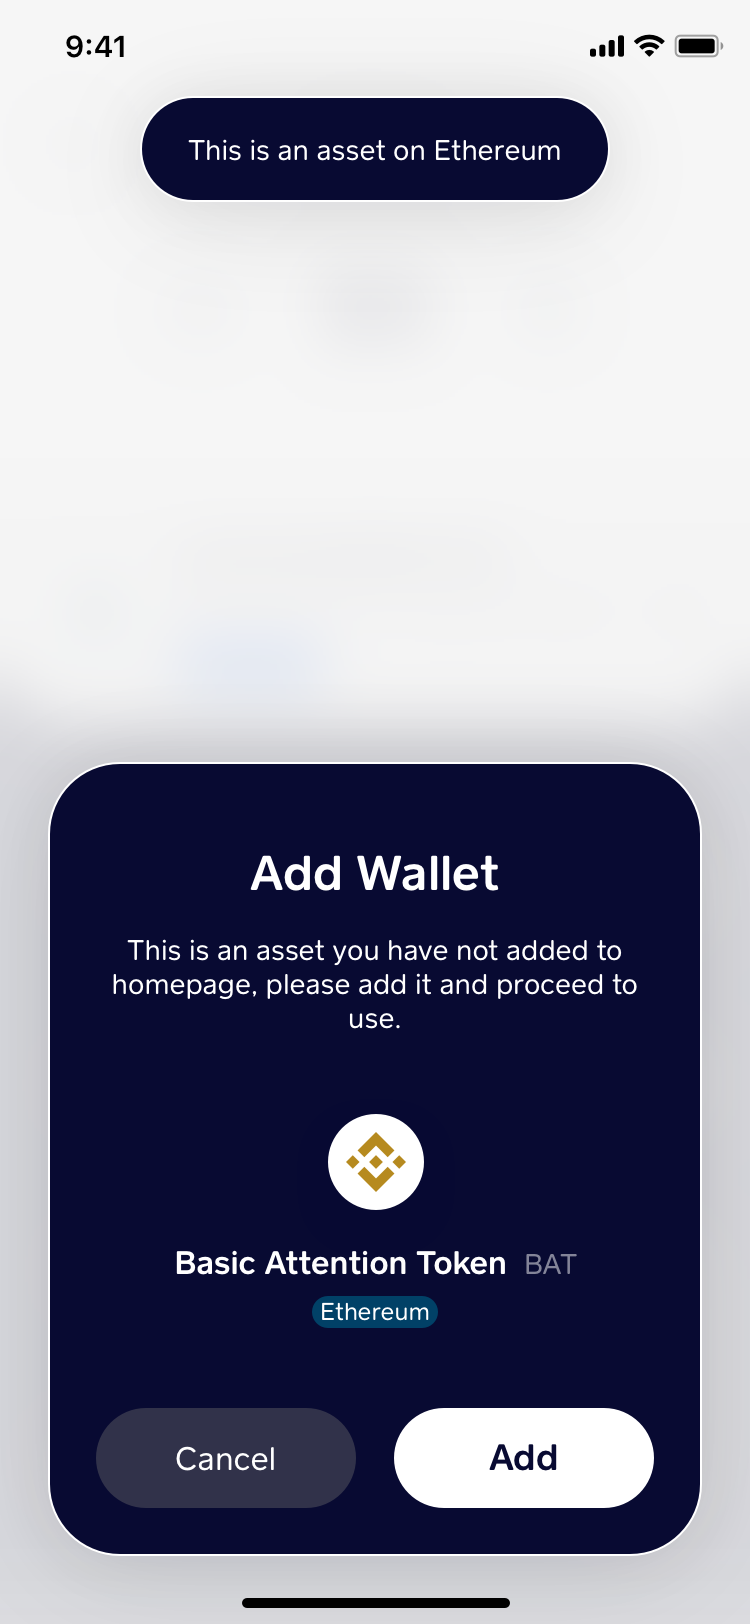 9:41
This is an asset on Ethereum
Add Wallet
This is an asset you have not added to
homepage, please add it and proceed to
use.
Basic Attention Token BAT
Ethereum
Cancel Add